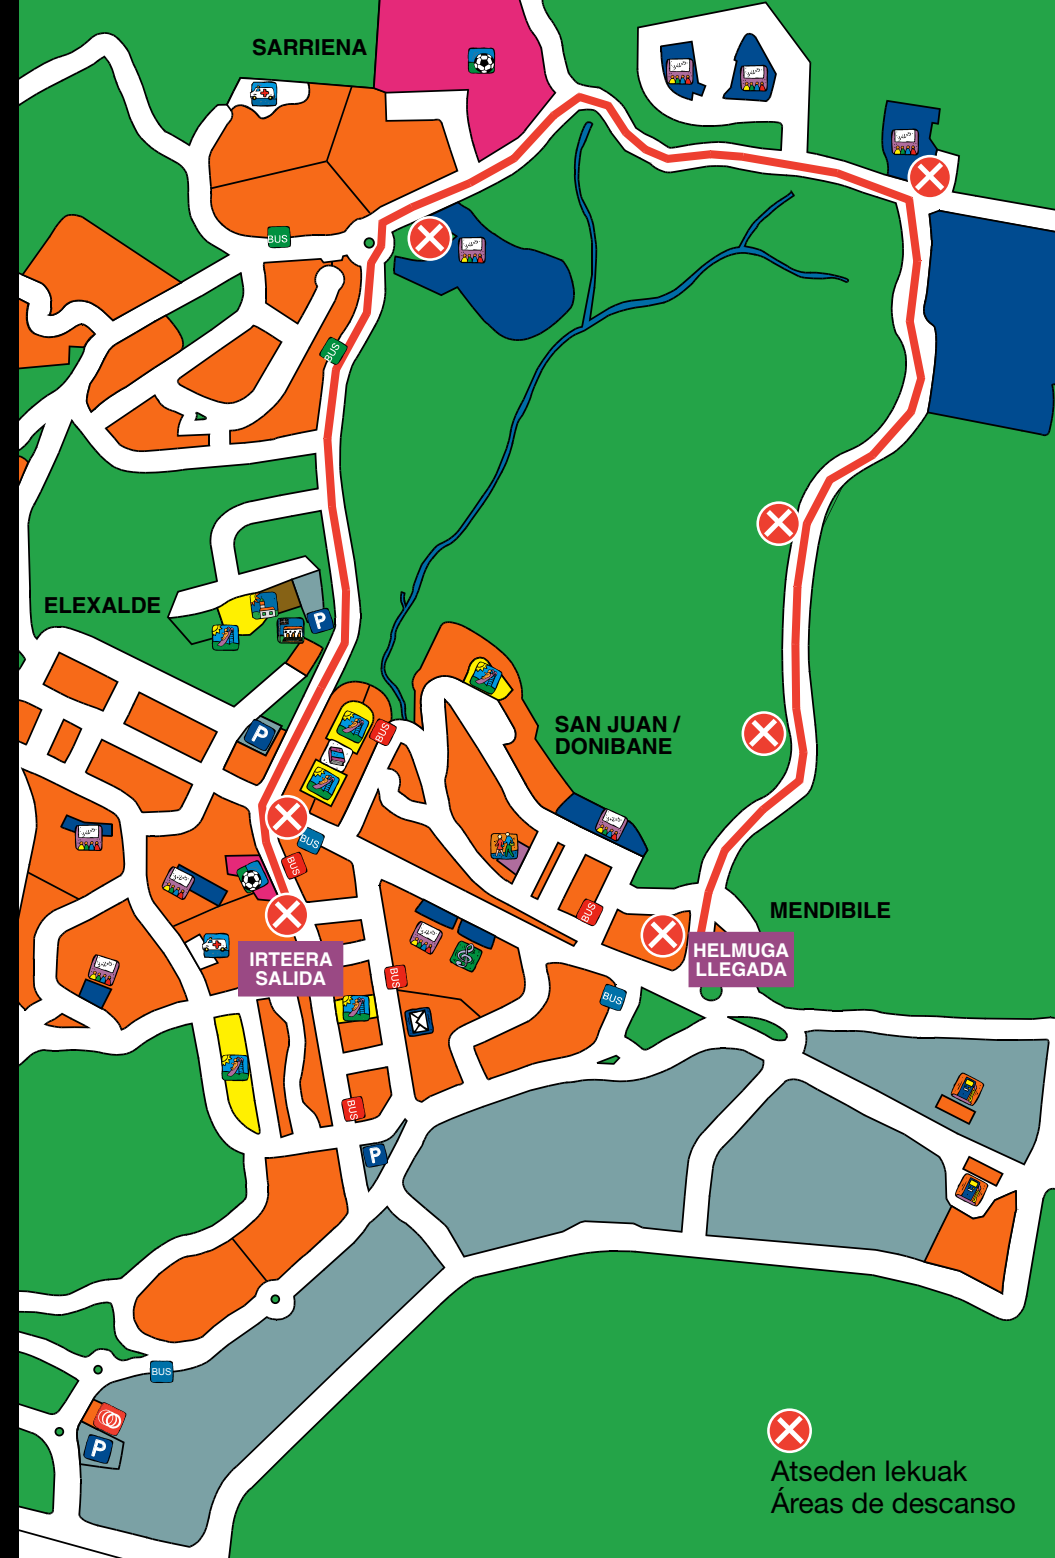 SARRIENA
BUS
BUS
ELEXALDE
P
P
BUS
SAN JUAN /
DONIBANE
BUS
BUS
BUS
MENDIBILE
IRTEERA
SALIDA
HELMUGA
LLEGADA
BUS
BUS
BUS
P
BUS
P
Atseden lekuak
Áreas de descanso